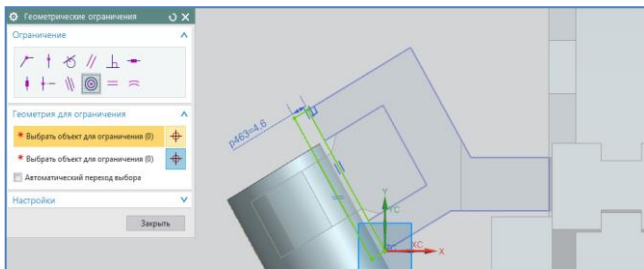 Геометрические ограничения
Ограничение
Геометрия для ограничения
* Выбрать объект для ограничения (0)
* Выбрать объект для ограничения (0)
Автоматический переход выбора
Настройки
Закрыть
p463=4,6
Y
YC
XC
X